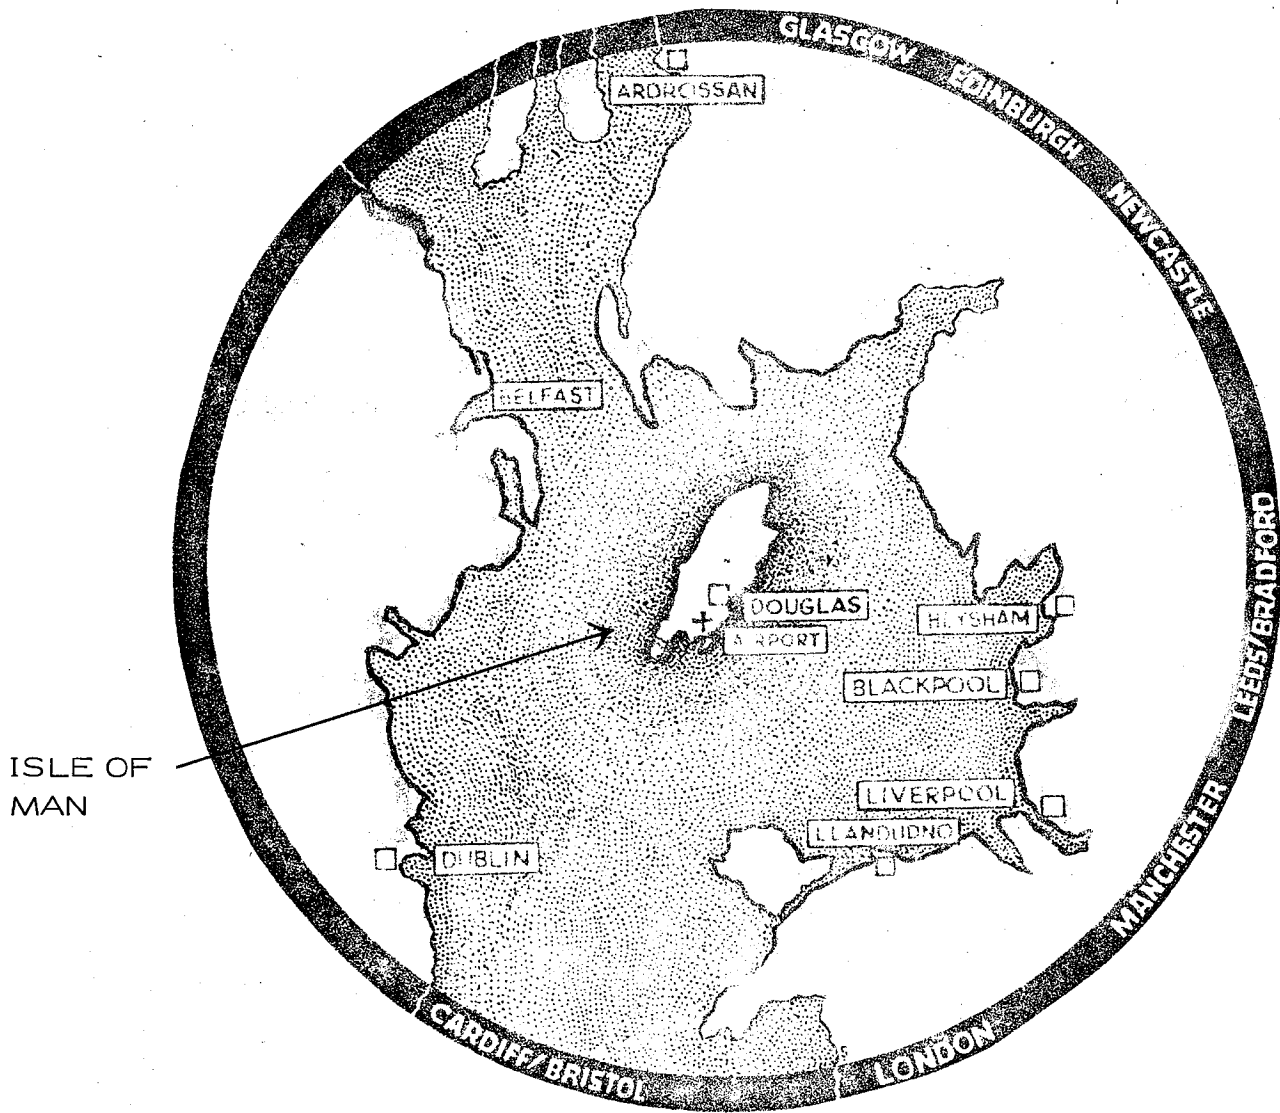 GLASGOW
EDINBURGH
NEWCASTLE
ARDROSSAN
BELFAST
LEEDS/BRADFORD
DOUGLAS
HEYSHAM
AIRPORT
BLACKPOOL
ISLE OF
MAN
LIVERPOOL
MANCHESTER
LLANDUDNO
DUBLIN
CARDIFF/BRISTOL
LONDON